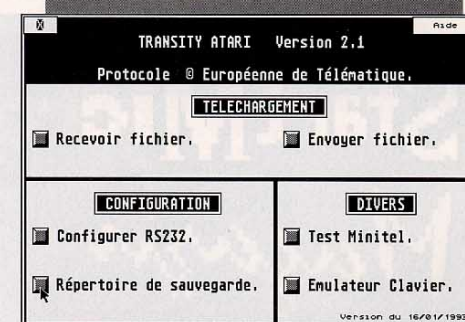 Aide
TRANSITY ATARI Version 2.1
Protocole © Européenne de Télématique.
TELECHARGEMENT
Recevoir fichier.
Envoyer fichier.
CONFIGURATION
Configurer RS232.
Répertoire de sauvegarde.
DIVERS
Test Minitel.
Emulateur Clavier.
Version du 16/01/1993